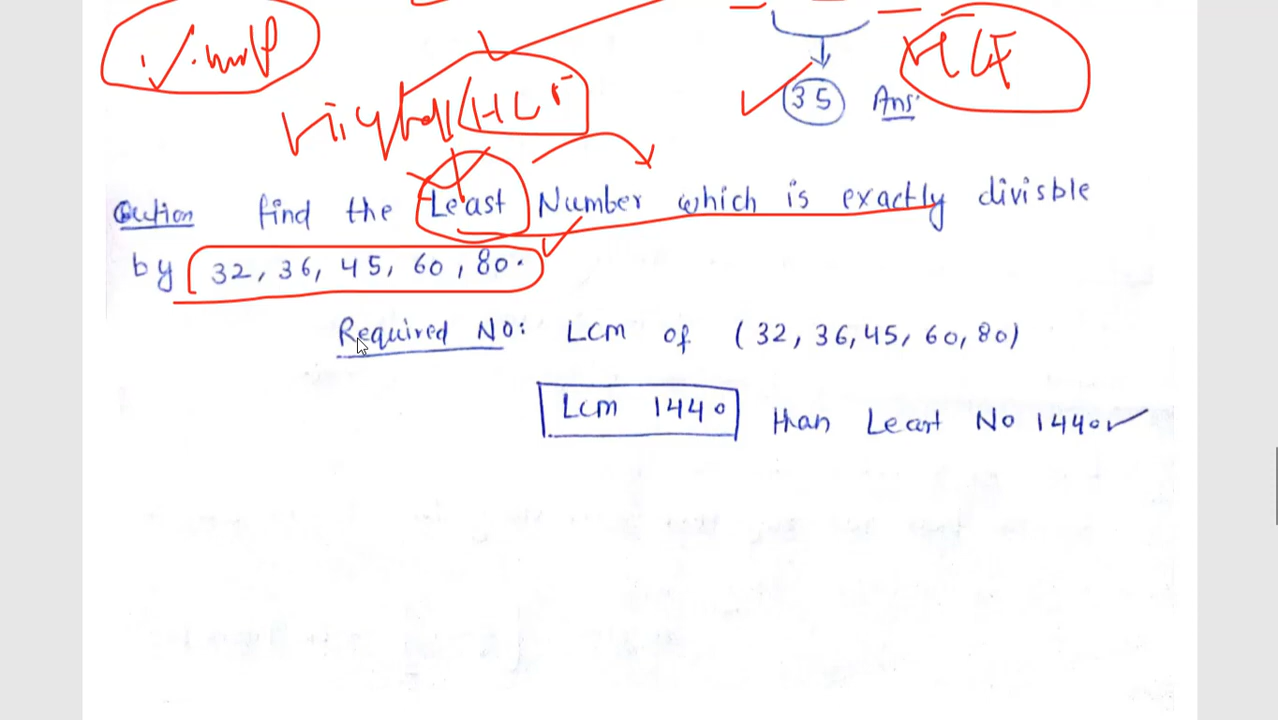 35 Ans
HCF
Question find the Least Number which is exactly divisble
by 32, 36, 45, 60, 80.
Required No: Lcm of (32, 36, 45, 60, 80)
Lcm 1440 than Least No 1440